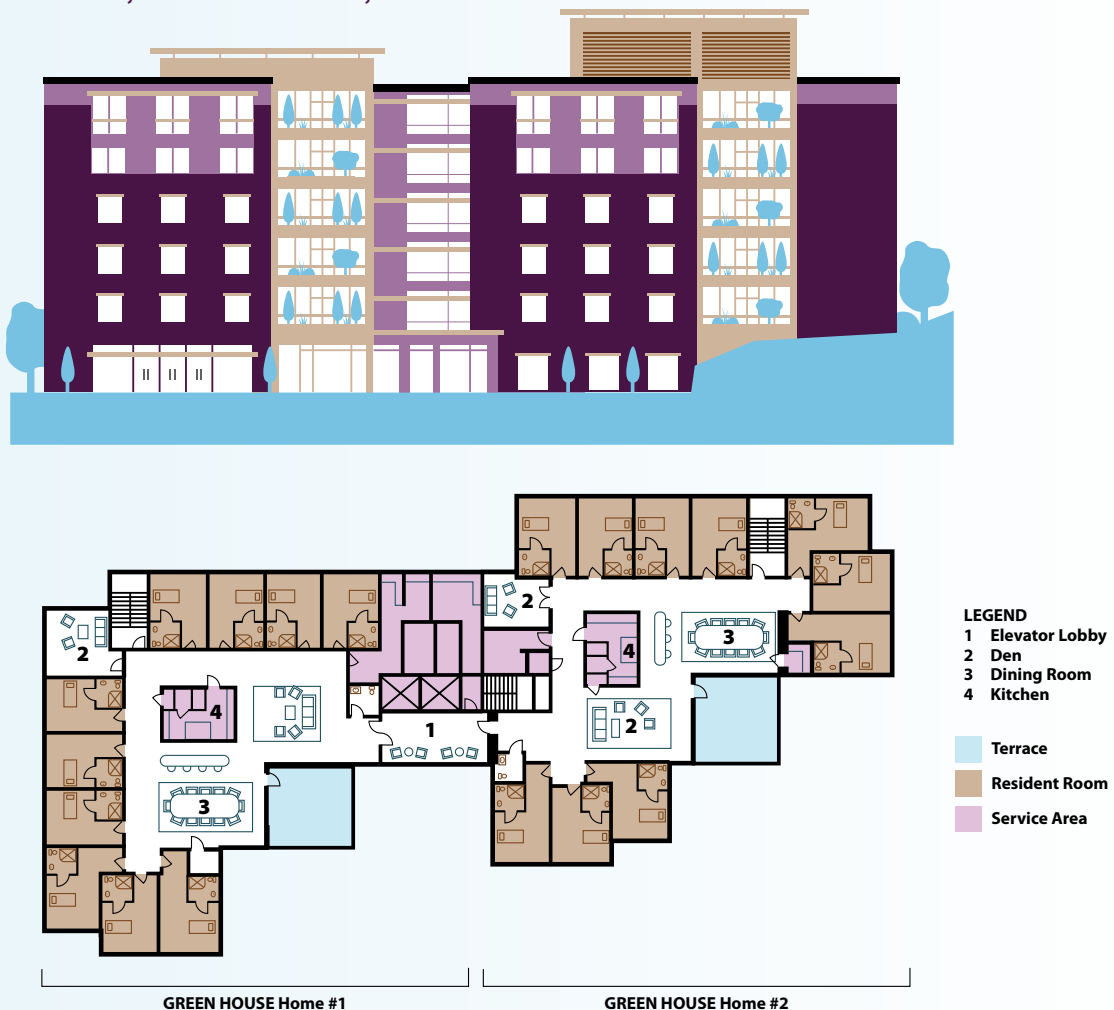 2
2
3
4
4
2
1
3
LEGEND
1 Elevator Lobby
2 Den
3 Dining Room
4 Kitchen
Terrace
Resident Room
Service Area
GREEN HOUSE Home #1
GREEN HOUSE Home #2